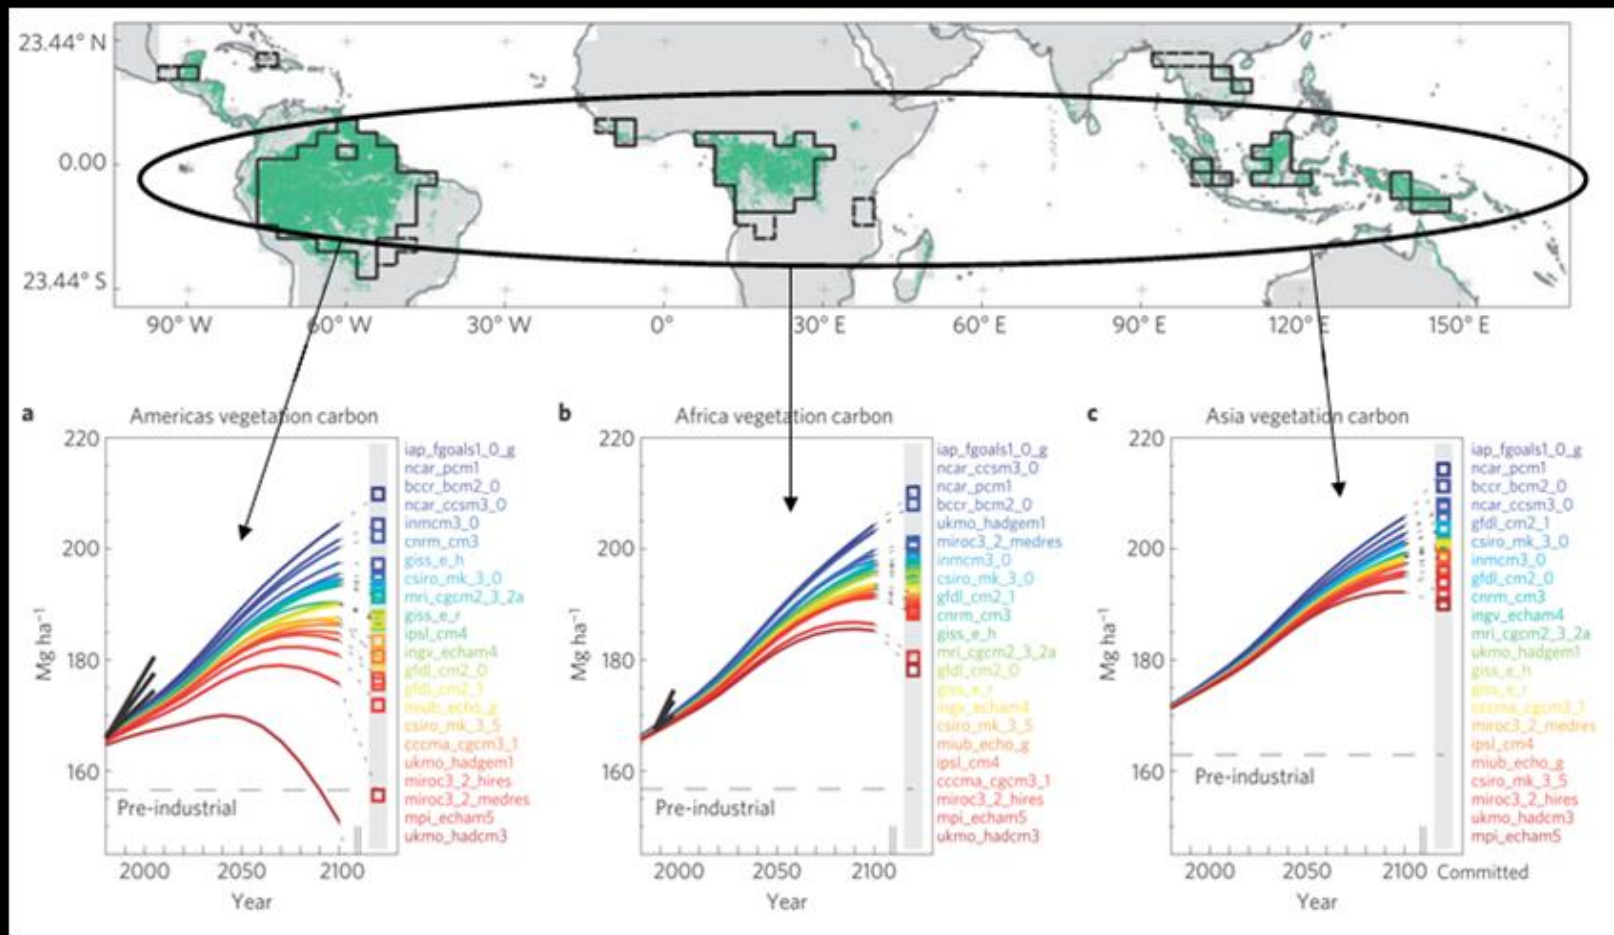 23.44° N
0.00
23.44° S
90° W
60° W
30° W
0°
30° E
60° E
90° E
120° E
150° E
a
Americas vegetation carbon
220
200
180
160
Mg ha⁻¹
Pre-industrial
2000
2050
2100
Year
iap_fgoals1_0_g
ncar_pcm1
bccr_bcm2_0
ncar_ccsm3_0
inmcm3_0
cnrm_cm3
giss_e_h
csiro_mk_3_0
mri_cgcm2_3_2a
giss_e_r
ipsl_cm4
ingv_echam4
gfdl_cm2_0
gfdl_cm2_1
miub_echo_g
csiro_mk_3_5
cccma_cgcm3_1
ukmo_hadgem1
miroc3_2_hires
miroc3_2_medres
mpi_echam5
ukmo_hadcm3
b
Africa vegetation carbon
220
200
180
160
Mg ha⁻¹
Pre-industrial
2000
2050
2100
Year
iap_fgoals1_0_g
ncar_ccsm3_0
ncar_pcm1
bccr_bcm2_0
ukmo_hadgem1
miroc3_2_medres
inmcm3_0
csiro_mk_3_0
gfdl_cm2_1
cnrm_cm3
giss_e_h
mri_cgcm2_3_2a
gfdl_cm2_0
giss_e_r
ingv_echam4
csiro_mk_3_5
miub_echo_g
ipsl_cm4
cccma_cgcm3_1
miroc3_2_hires
mpi_echam5
ukmo_hadcm3
c
Asia vegetation carbon
220
200
180
160
Mg ha⁻¹
Pre-industrial
2000
2050
2100
Committed
Year
iap_fgoals1_0_g
ncar_pcm1
bccr_bcm2_0
ncar_ccsm3_0
gfdl_cm2_1
csiro_mk_3_0
inmcm3_0
gfdl_cm2_0
cnrm_cm3
ingv_echam4
mri_cgcm2_3_2a
ukmo_hadgem1
giss_e_h
giss_e_r
cccma_cgcm3_1
miroc3_2_medres
ipsl_cm4
miub_echo_g
csiro_mk_3_5
miroc3_2_hires
ukmo_hadcm3
mpi_echam5